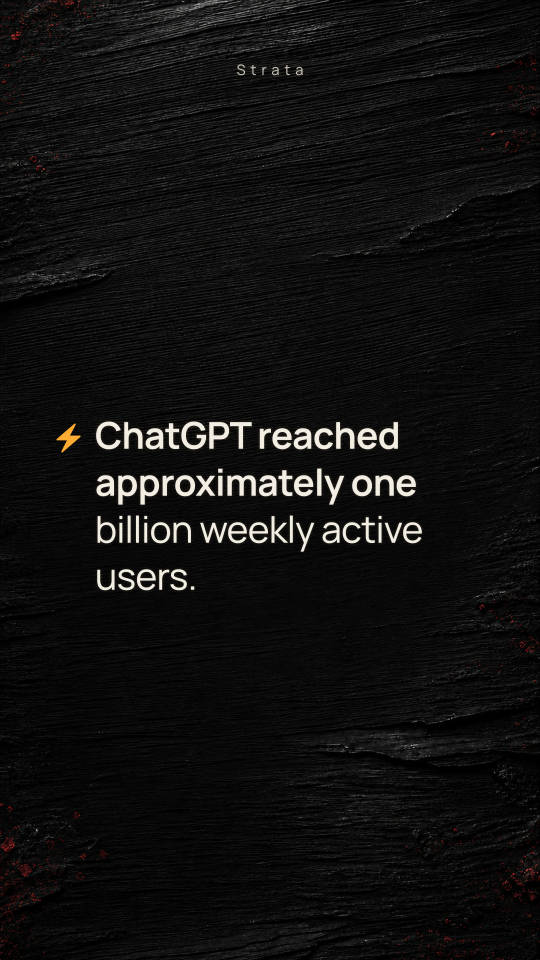 Strata
⚡ ChatGPT reached
approximately one
billion weekly active
users.